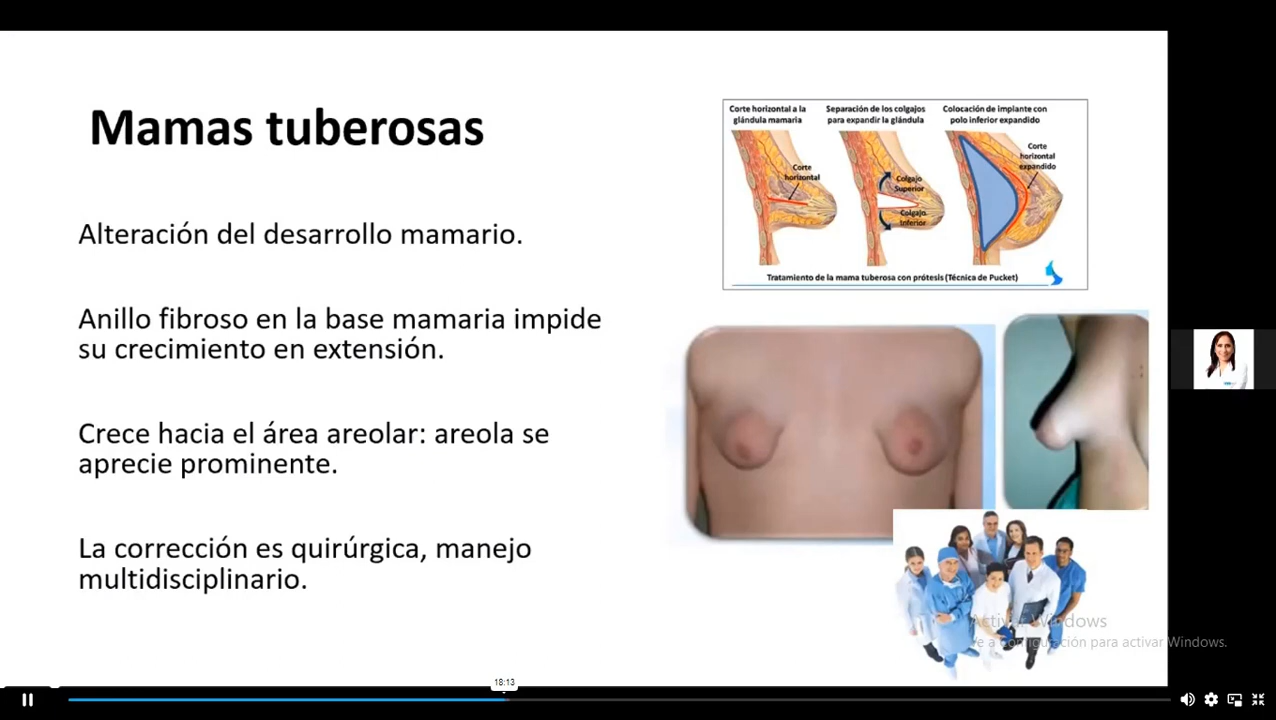 Mamas tuberosas
Alteración del desarrollo mamario.
Anillo fibroso en la base mamaria impide
su crecimiento en extensión.
Crece hacia el área areolar: areola se
aprecie prominente.
La corrección es quirúrgica, manejo
multidisciplinario.
Corte horizontal a la
glándula mamaria
Separación de los colgajos
para expandir la glándula
Colocación de implante con
polo inferior expandido
Corte
horizontal
Colgajo
Superior
Colgajo
Inferior
Corte
horizontal
expandido
Tratamiento de la mama tuberosa con prótesis (Técnica de Pucket)
Activar Windows
Ve a Configuración para activar Windows.
18:13